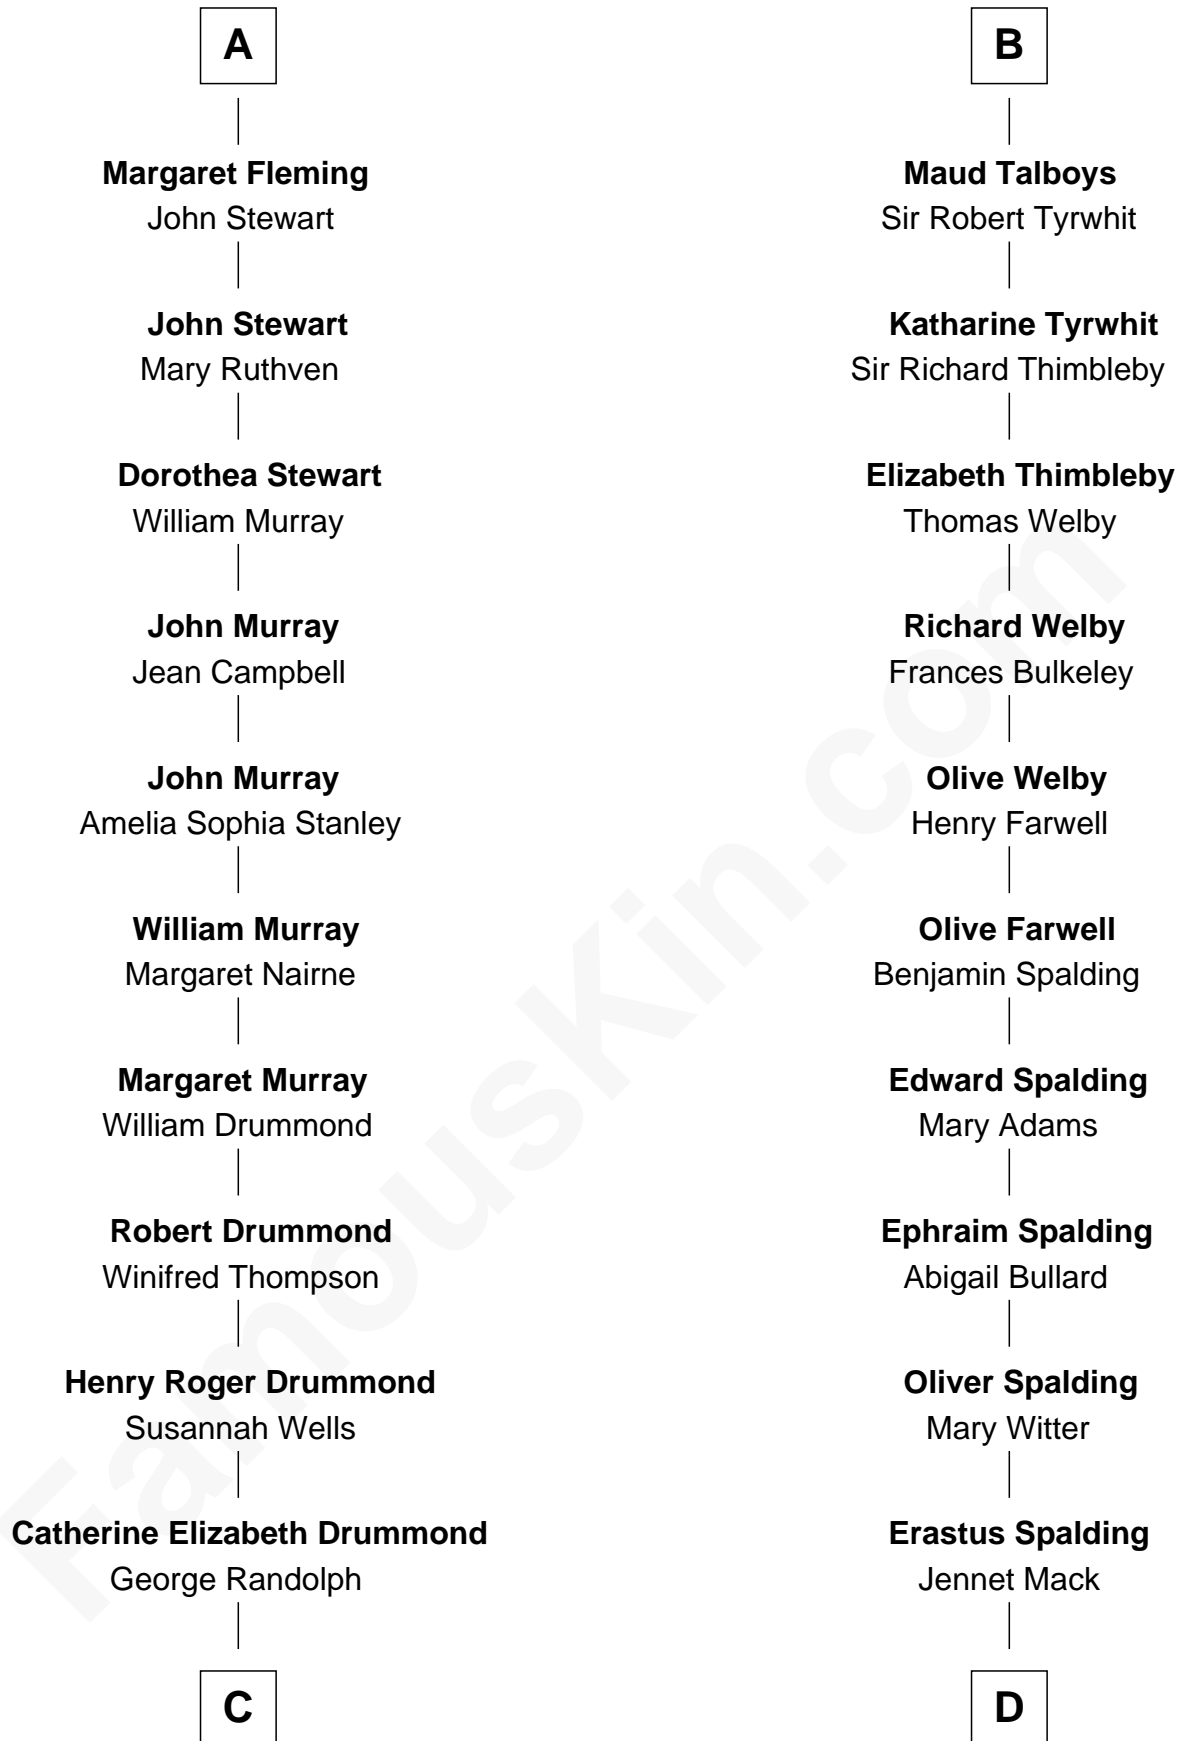 A
Margaret Fleming
John Stewart
John Stewart
Mary Ruthven
Dorothea Stewart
William Murray
John Murray
Jean Campbell
John Murray
Amelia Sophia Stanley
William Murray
Margaret Nairne
Margaret Murray
William Drummond
Robert Drummond
Winifred Thompson
Henry Roger Drummond
Susannah Wells
Catherine Elizabeth Drummond
George Randolph
C
B
Maud Talboys
Sir Robert Tyrwhit
Katharine Tyrwhit
Sir Richard Thimbleby
Elizabeth Thimbleby
Thomas Welby
Richard Welby
Frances Bulkeley
Olive Welby
Henry Farwell
Olive Farwell
Benjamin Spalding
Edward Spalding
Mary Adams
Ephraim Spalding
Abigail Bullard
Oliver Spalding
Mary Witter
Erastus Spalding
Jennet Mack
D
FamousKin.com